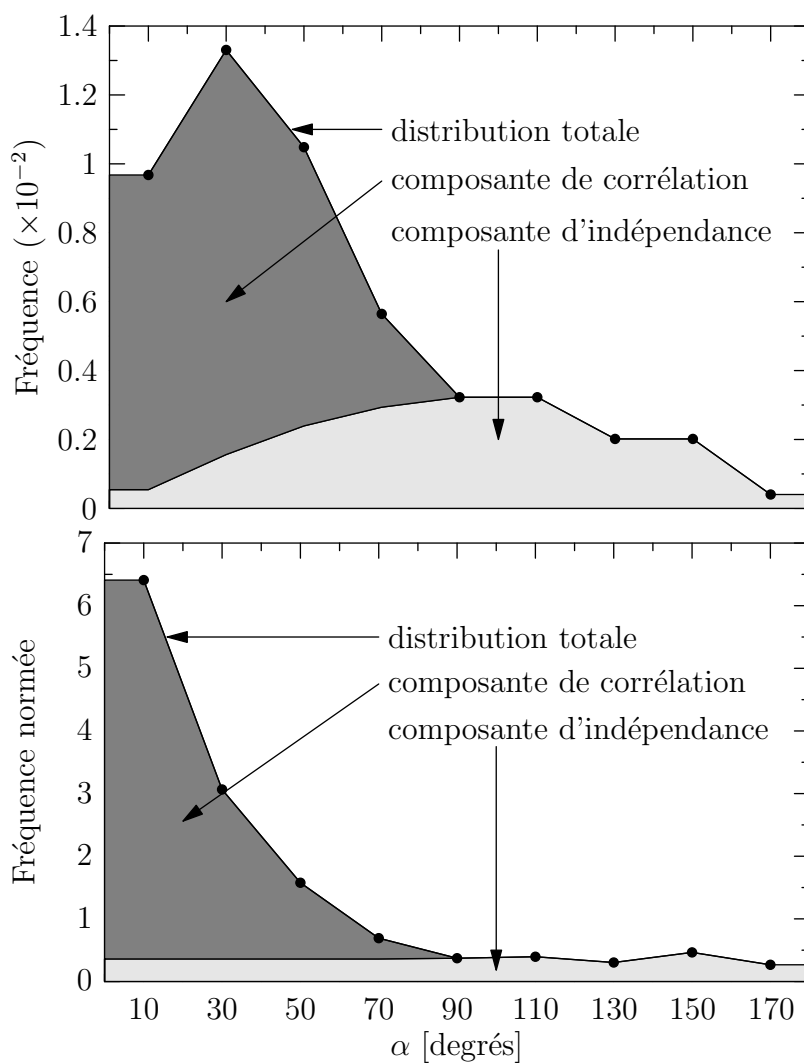 Fréquence (×10⁻²)
1.4
1.2
1
0.8
0.6
0.4
0.2
0
distribution totale
composante de corrélation
composante d'indépendance
Fréquence normée
7
6
5
4
3
2
1
0
distribution totale
composante de corrélation
composante d'indépendance
10 30 50 70 90 110 130 150 170
α [degrés]